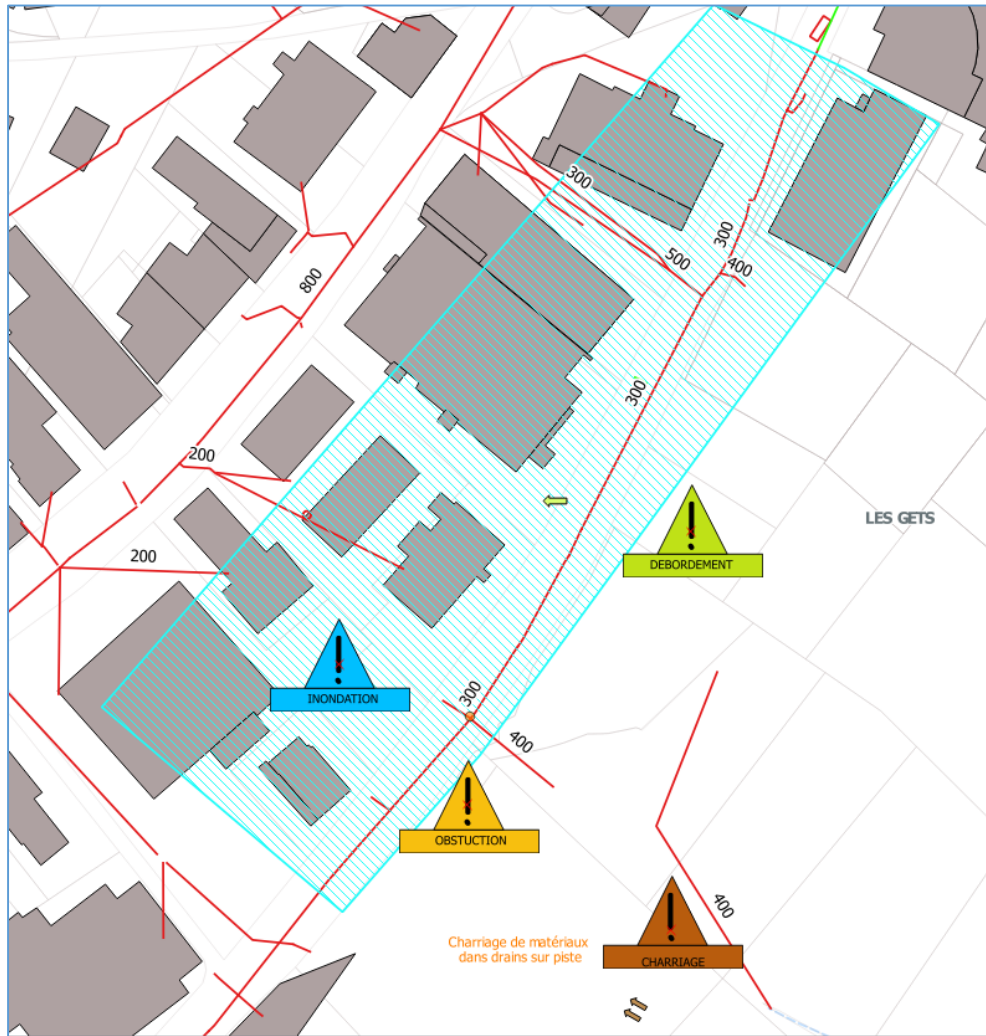 300
500
300
400
800
300
200
LES GETS
DEBORDEMENT
200
INONDATION
300
400
OBSTUCTION
400
Charriage de matériaux
dans drains sur piste
CHARRIAGE